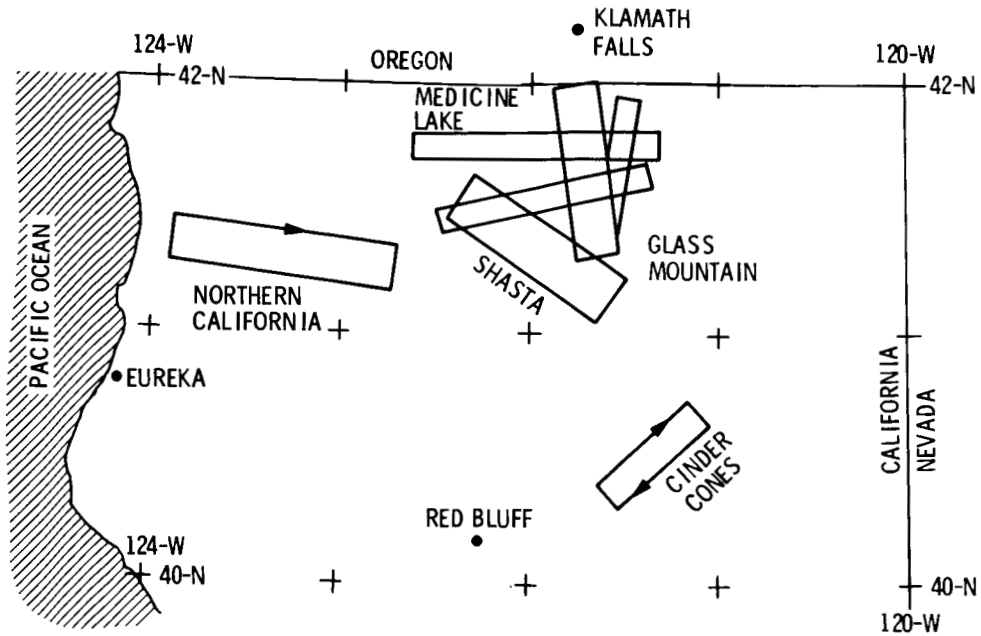 KLAMATH
FALLS
124-W
42-N
OREGON
120-W
42-N
MEDICINE
LAKE
PACIFIC OCEAN
GLASS
MOUNTAIN
SHASTA
NORTHERN
CALIFORNIA
EUREKA
CALIFORNIA
NEVADA
CINDER
CONES
RED BLUFF
124-W
40-N
40-N
120-W